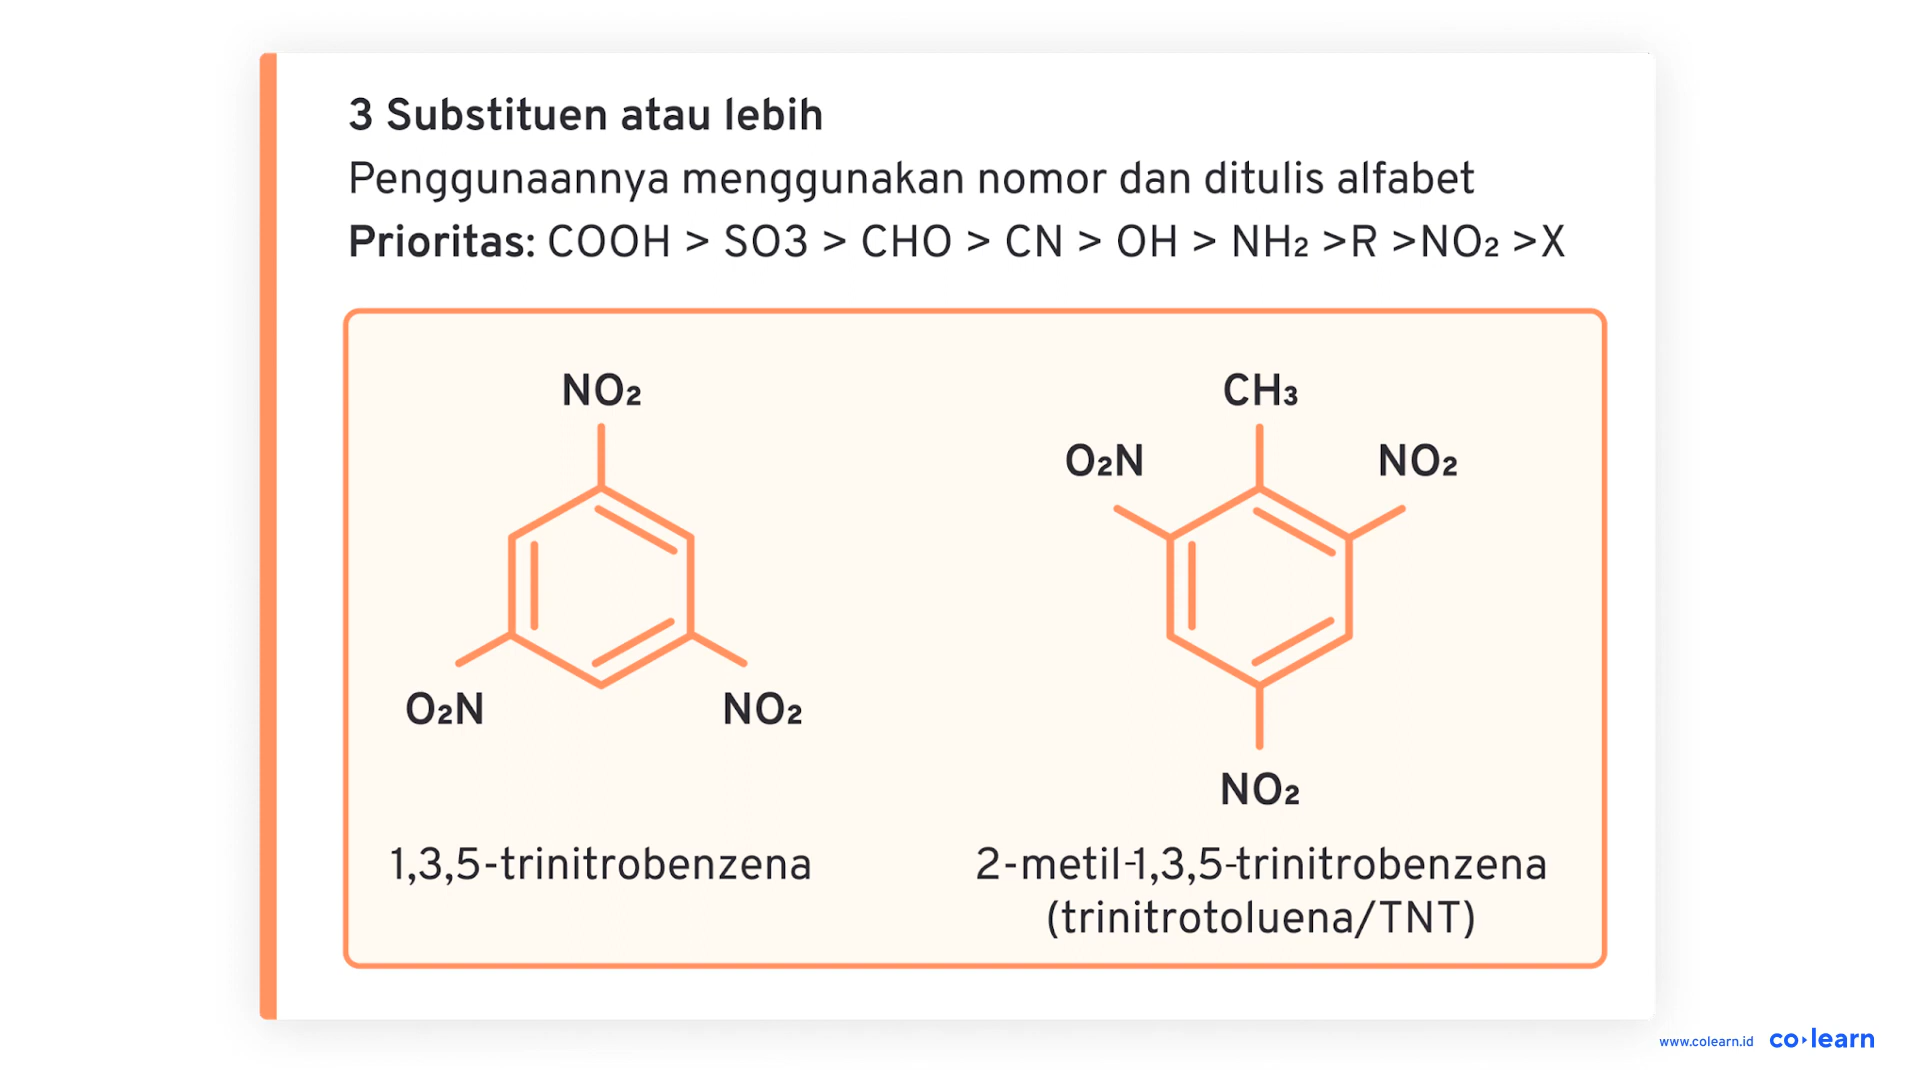 3 Substituen atau lebih
Penggunaannya menggunakan nomor dan ditulis alfabet
Prioritas: COOH > SO3 > CHO > CN > OH > NH₂ >R >NO₂ >X
NO₂
O₂N
NO₂
1,3,5-trinitrobenzena
CH₃
O₂N
NO₂
NO₂
2-metil-1,3,5-trinitrobenzena
(trinitrotoluena/TNT)
www.colearn.id co·learn